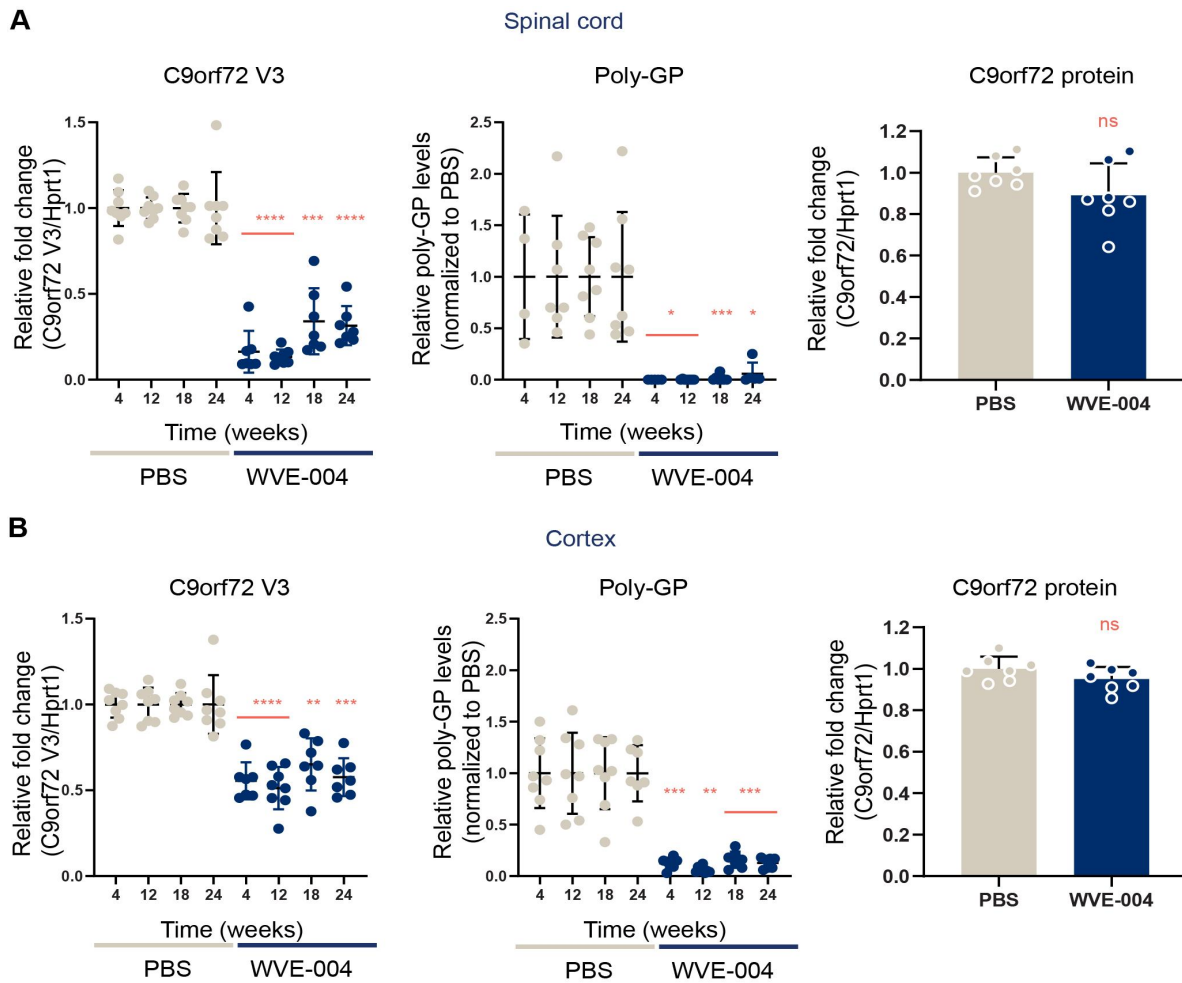 A
Spinal cord
C9orf72 V3
Relative fold change
(C9orf72 V3/Hprt1)
1.5
1.0
0.5
0.0
**** *** ****
4 12 18 24 4 12 18 24
Time (weeks)
PBS WVE-004
Poly-GP
Relative poly-GP levels
(normalized to PBS)
2.5
2.0
1.5
1.0
0.5
0.0
* *** *
4 12 18 24 4 12 18 24
Time (weeks)
PBS WVE-004
C9orf72 protein
Relative fold change
(C9orf72/Hprt1)
1.2
1.0
0.8
0.6
0.4
0.2
0.0
ns
PBS WVE-004
B
Cortex
C9orf72 V3
Relative fold change
(C9orf72 V3/Hprt1)
1.5
1.0
0.5
0.0
**** ** ***
4 12 18 24 4 12 18 24
Time (weeks)
PBS WVE-004
Poly-GP
Relative poly-GP levels
(normalized to PBS)
2.5
2.0
1.5
1.0
0.5
0.0
*** ** ***
4 12 18 24 4 12 18 24
Time (weeks)
PBS WVE-004
C9orf72 protein
Relative fold change
(C9orf72/Hprt1)
1.2
1.0
0.8
0.6
0.4
0.2
0.0
ns
PBS WVE-004